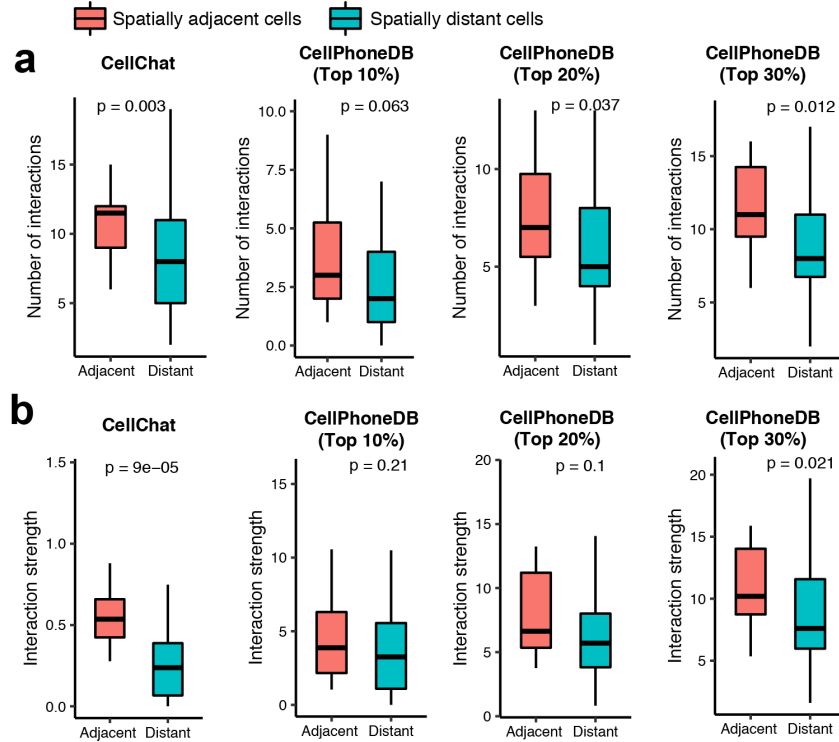 Spatially adjacent cells Spatially distant cells
a
CellChat
CellPhoneDB
(Top 10%)
CellPhoneDB
(Top 20%)
CellPhoneDB
(Top 30%)
p = 0.003
p = 0.063
p = 0.037
p = 0.012
Number of interactions
15
10
5
Adjacent Distant
Number of interactions
10.0
7.5
5.0
2.5
0.0
Adjacent Distant
Number of interactions
10
5
Adjacent Distant
Number of interactions
15
10
5
Adjacent Distant
b
CellChat
CellPhoneDB
(Top 10%)
CellPhoneDB
(Top 20%)
CellPhoneDB
(Top 30%)
p = 9e−05
p = 0.21
p = 0.1
p = 0.021
Interaction strength
1.5
1.0
0.5
0.0
Adjacent Distant
Interaction strength
15
10
5
0
Adjacent Distant
Interaction strength
20
15
10
5
0
Adjacent Distant
Interaction strength
20
15
10
5
Adjacent Distant